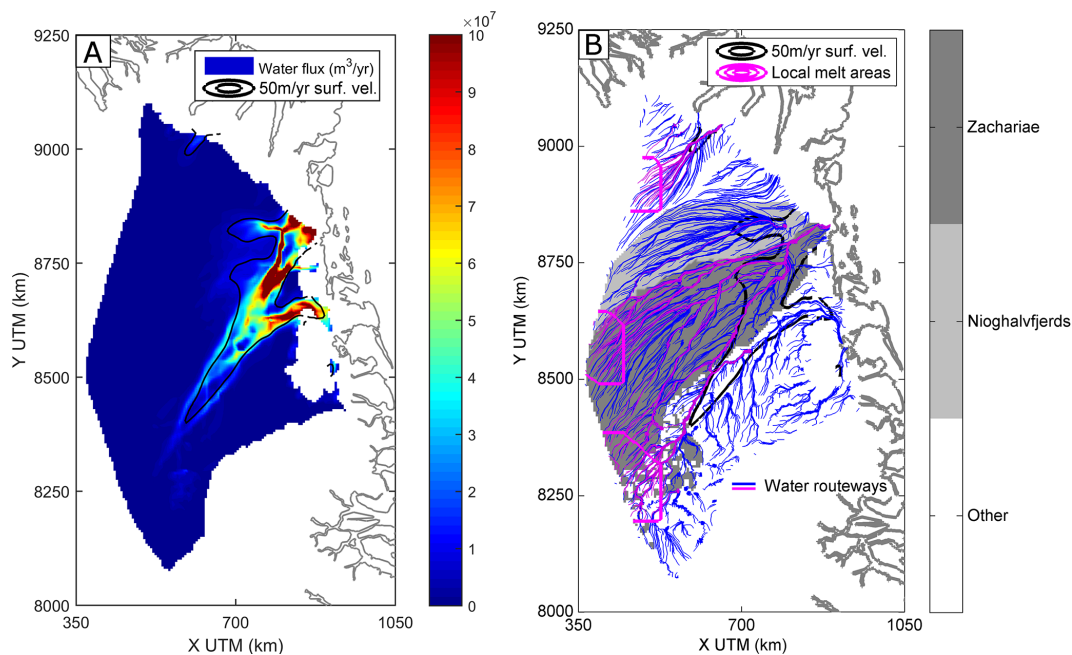 A
Water flux (m³/yr)
50m/yr surf. vel.
9250
9000
8750
8500
8250
8000
Y UTM (km)
350
700
1050
X UTM (km)
×10⁷
10
9
8
7
6
5
4
3
2
1
0
B
50m/yr surf. vel.
Local melt areas
9250
9000
8750
8500
8250
8000
Y UTM (km)
Water routeways
350
700
1050
X UTM (km)
Zachariae
Nioghalvfjerds
Other